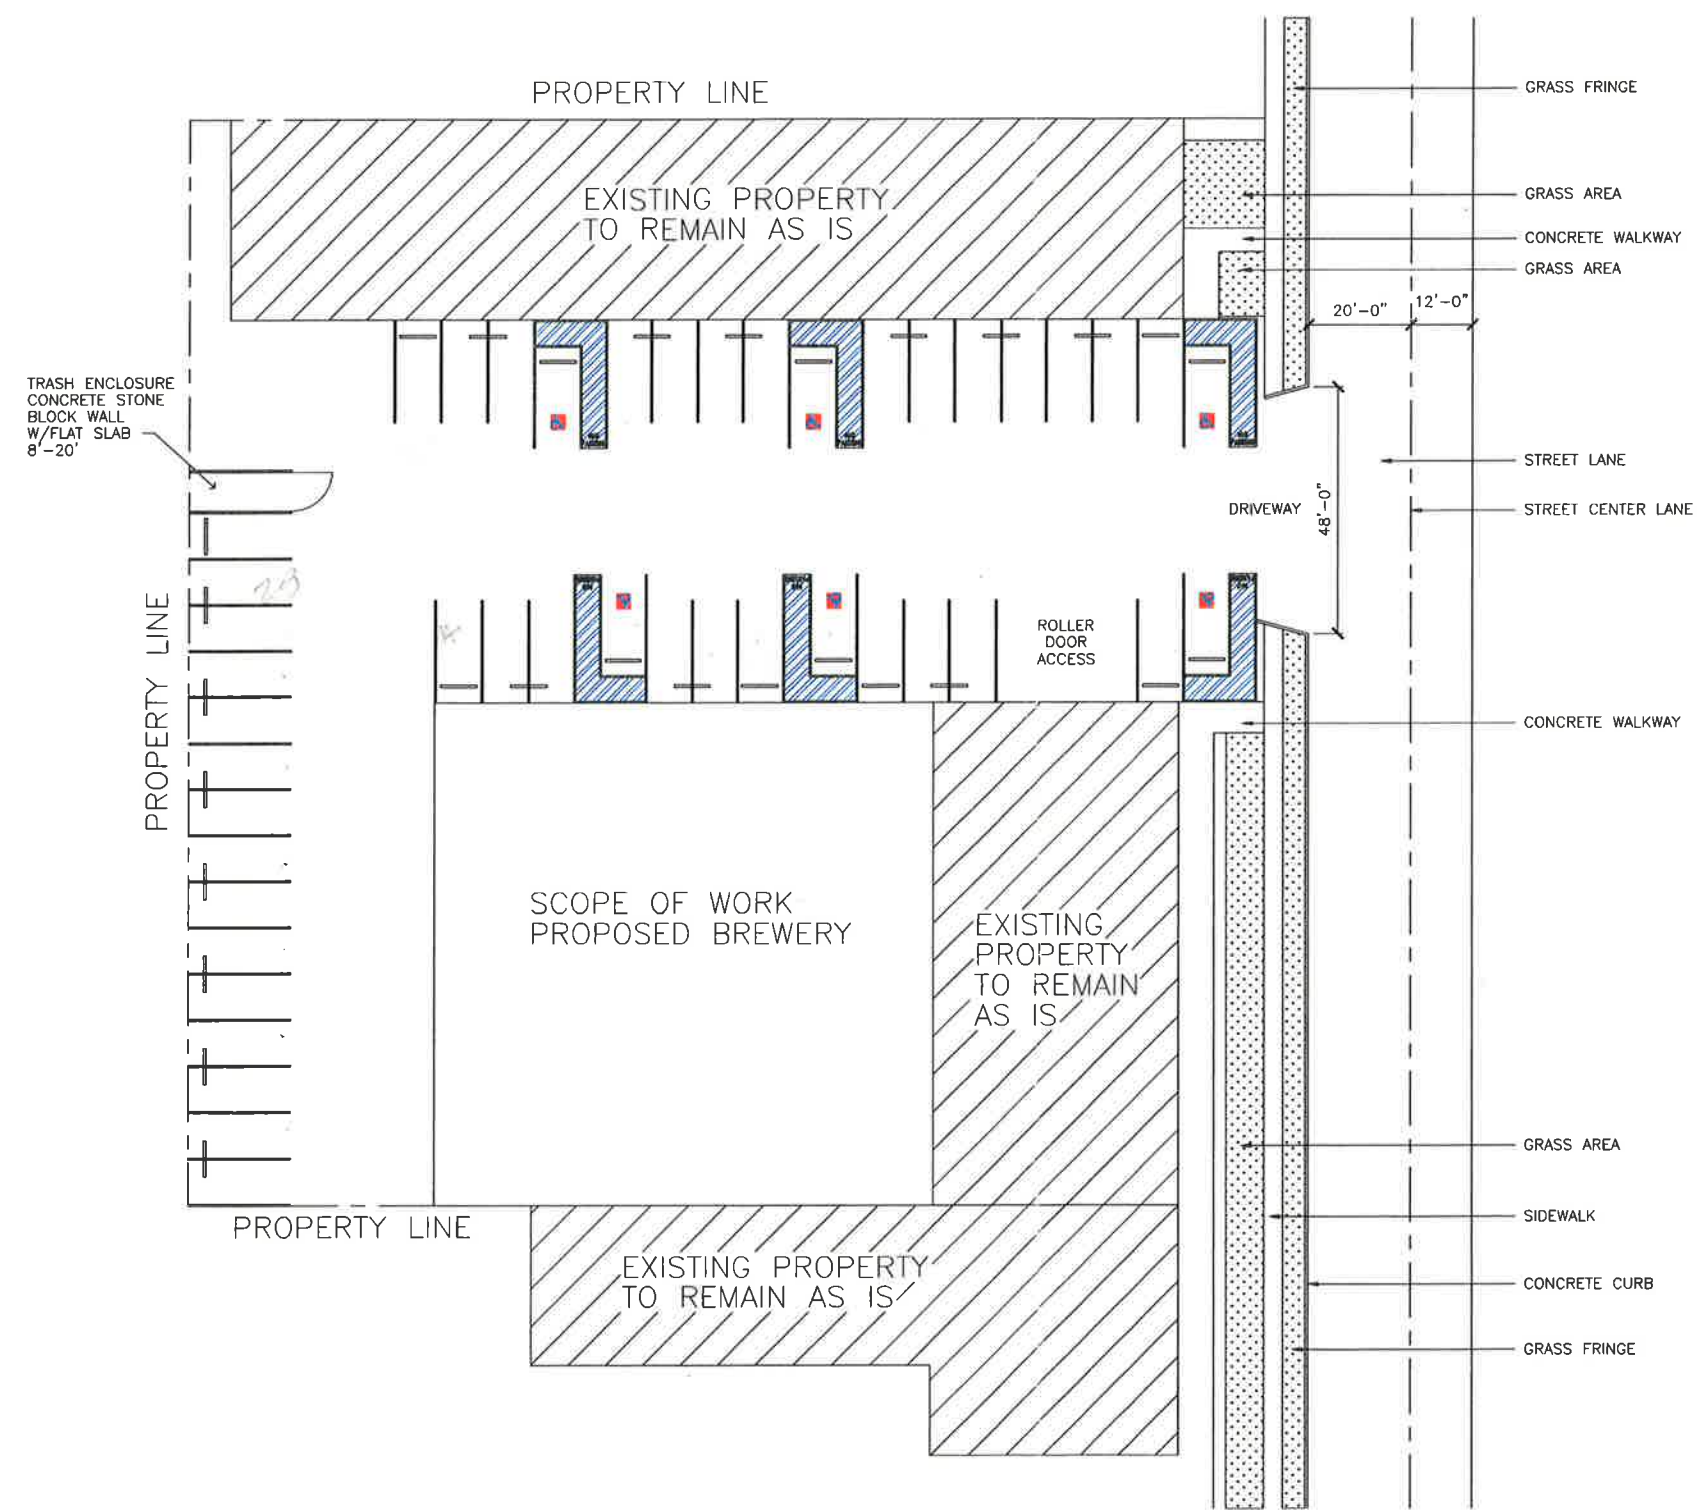 PROPERTY LINE
GRASS FRINGE
EXISTING PROPERTY
TO REMAIN AS IS
GRASS AREA
CONCRETE WALKWAY
GRASS AREA
20'-0"
12'-0"
TRASH ENCLOSURE
CONCRETE STONE
BLOCK WALL
W/FLAT SLAB
8'-20'
STREET LANE
DRIVEWAY
48'-0"
STREET CENTER LANE
PROPERTY LINE
23
ROLLER
DOOR
ACCESS
CONCRETE WALKWAY
SCOPE OF WORK
PROPOSED BREWERY
EXISTING
PROPERTY
TO REMAIN
AS IS
GRASS AREA
PROPERTY LINE
SIDEWALK
EXISTING PROPERTY
TO REMAIN AS IS
CONCRETE CURB
GRASS FRINGE